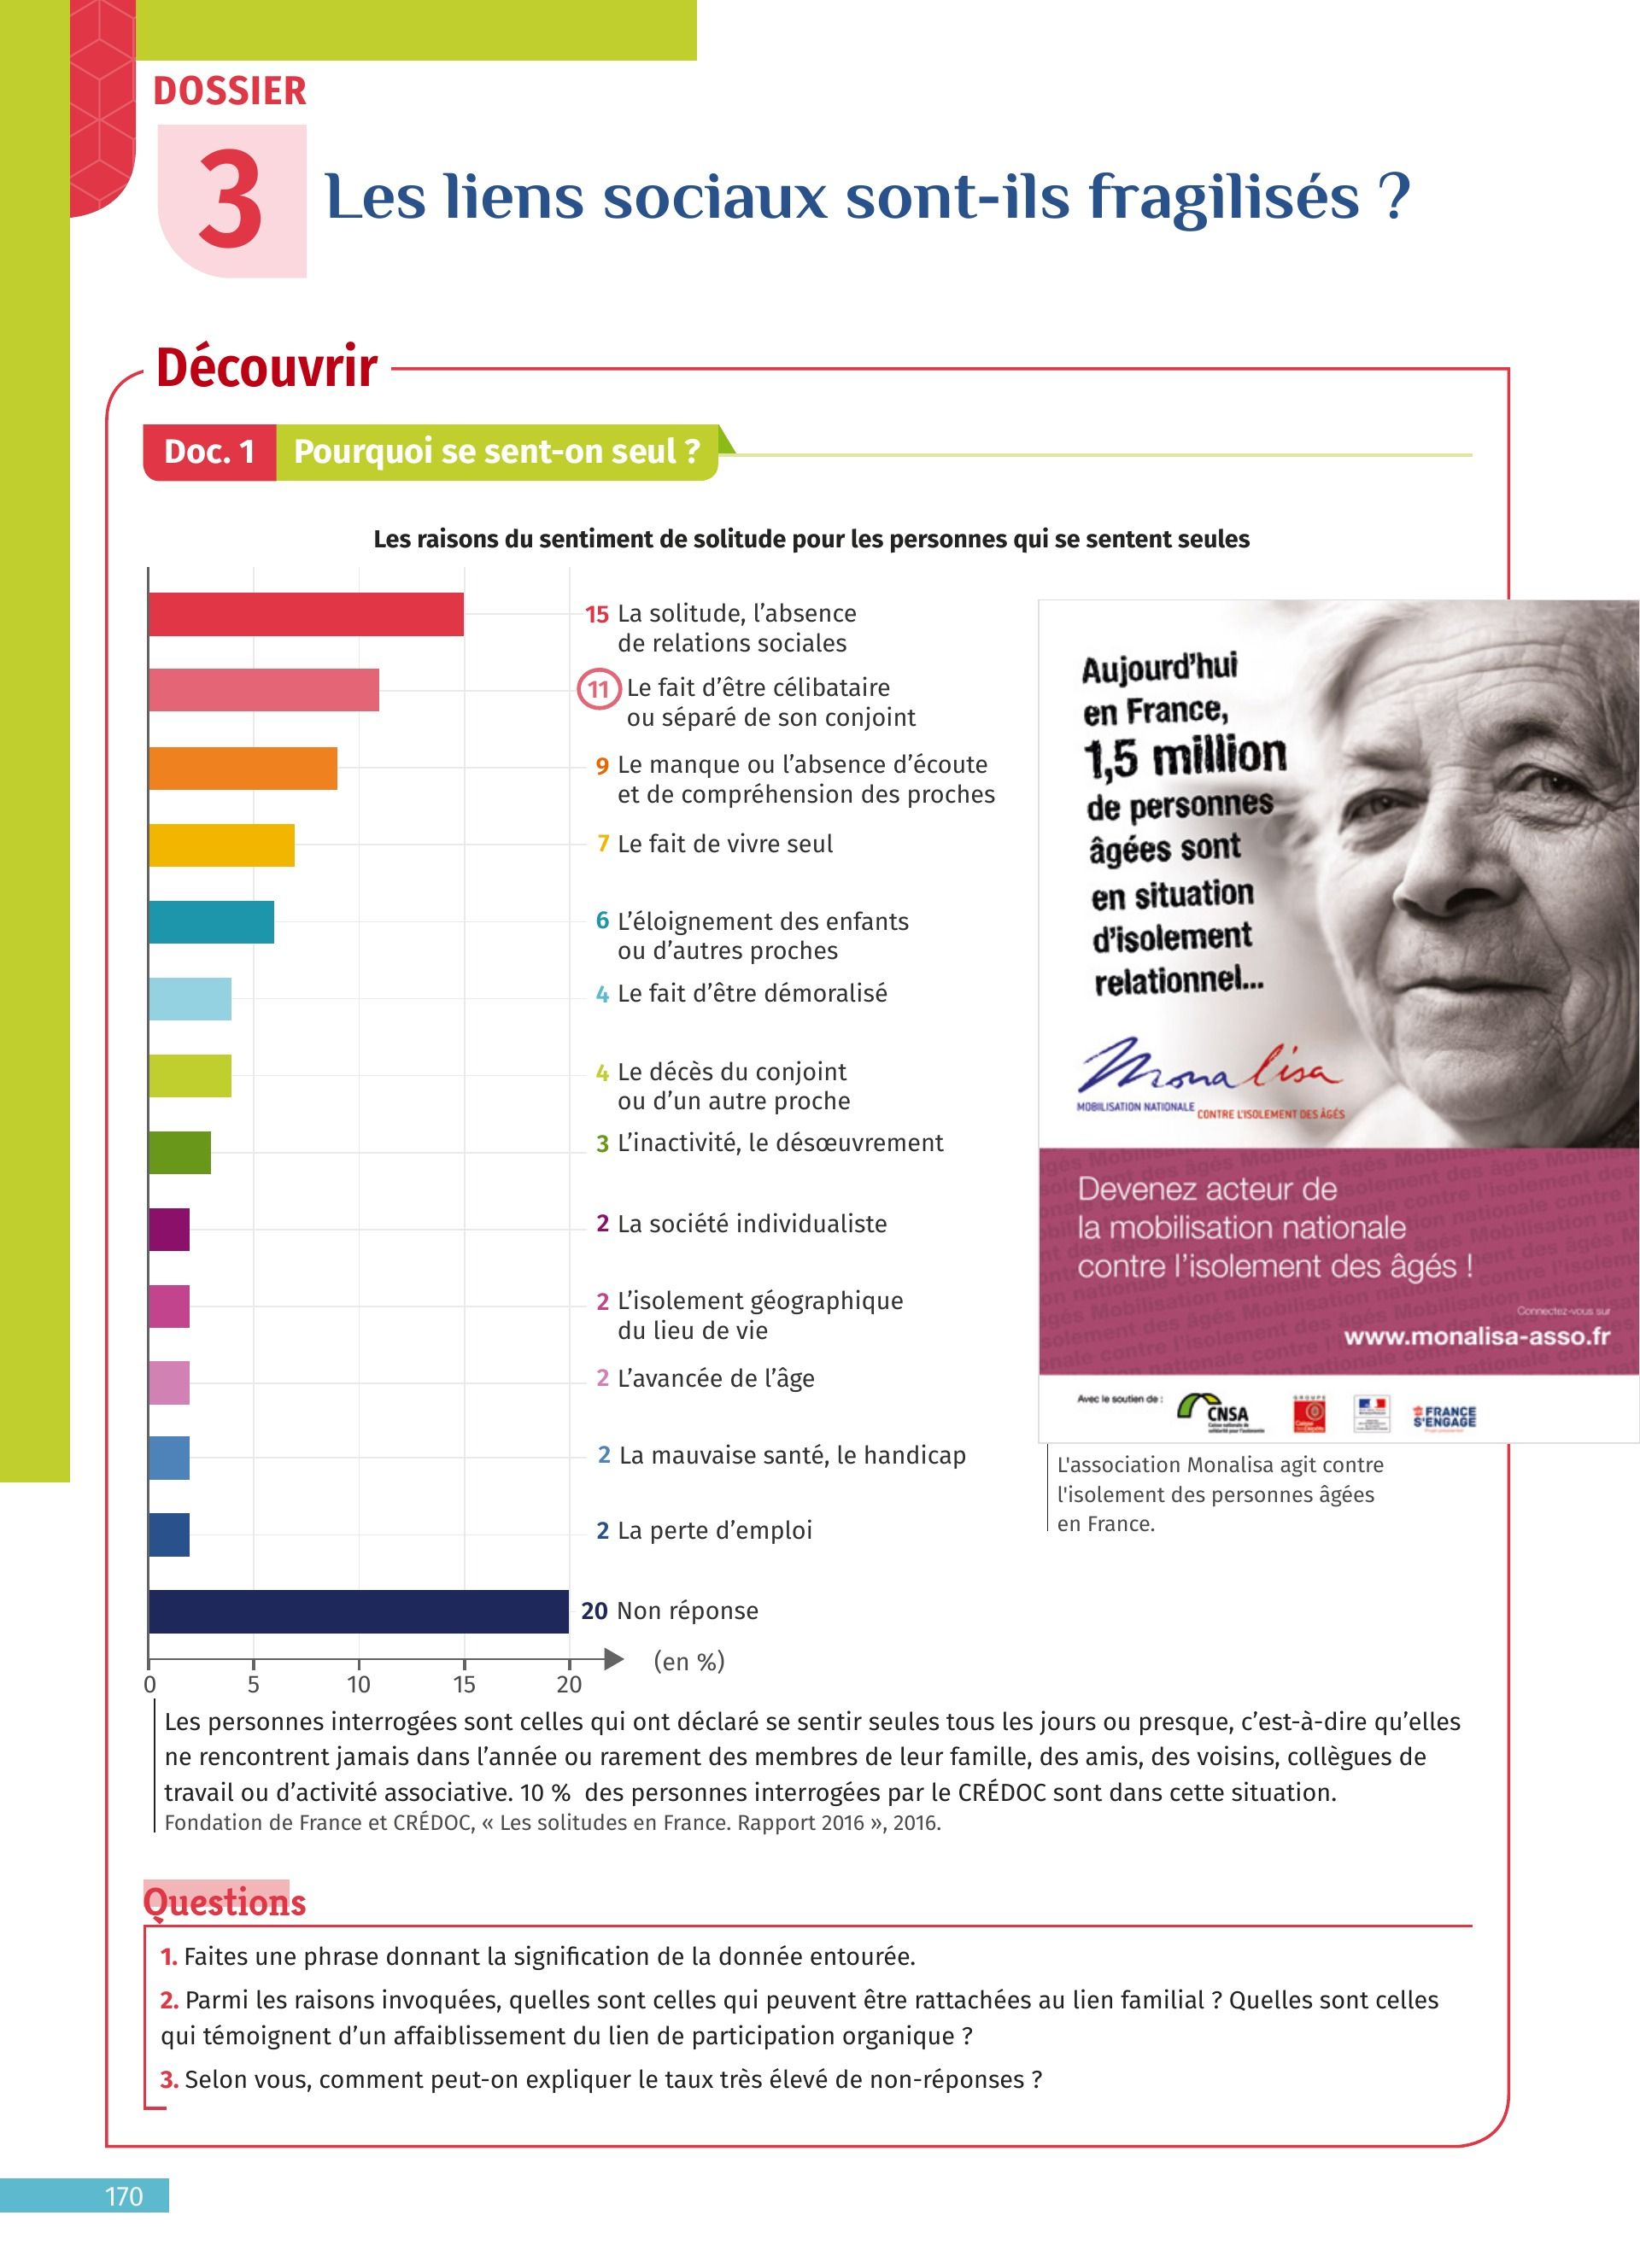 DOSSIER
3
Les liens sociaux sont-ils fragilisés ?
Découvrir
Doc. 1 Pourquoi se sent-on seul ?
Les raisons du sentiment de solitude pour les personnes qui se sentent seules
15 La solitude, l’absence
de relations sociales
11 Le fait d’être célibataire
ou séparé de son conjoint
9 Le manque ou l’absence d’écoute
et de compréhension des proches
7 Le fait de vivre seul
6 L’éloignement des enfants
ou d’autres proches
4 Le fait d’être démoralisé
4 Le décès du conjoint
ou d’un autre proche
3 L’inactivité, le désœuvrement
2 La société individualiste
2 L’isolement géographique
du lieu de vie
2 L’avancée de l’âge
2 La mauvaise santé, le handicap
2 La perte d’emploi
20 Non réponse
(en %)
0 5 10 15 20
Aujourd’hui
en France,
1,5 million
de personnes
âgées sont
en situation
d’isolement
relationnel...
Mona lisa
MOBILISATION NATIONALE CONTRE L’ISOLEMENT DES ÂGÉS
Devenez acteur de
la mobilisation nationale
contre l’isolement des âgés !
Connectez-vous sur
www.monalisa-asso.fr
Avec le soutien de :
CNSA
FRANCE
S’ENGAGE
L'association Monalisa agit contre
l'isolement des personnes âgées
en France.
Les personnes interrogées sont celles qui ont déclaré se sentir seules tous les jours ou presque, c’est-à-dire qu’elles
ne rencontrent jamais dans l’année ou rarement des membres de leur famille, des amis, des voisins, collègues de
travail ou d’activité associative. 10 % des personnes interrogées par le CRÉDOC sont dans cette situation.
Fondation de France et CRÉDOC, « Les solitudes en France. Rapport 2016 », 2016.
Questions
1. Faites une phrase donnant la signification de la donnée entourée.
2. Parmi les raisons invoquées, quelles sont celles qui peuvent être rattachées au lien familial ? Quelles sont celles
qui témoignent d’un affaiblissement du lien de participation organique ?
3. Selon vous, comment peut-on expliquer le taux très élevé de non-réponses ?
170